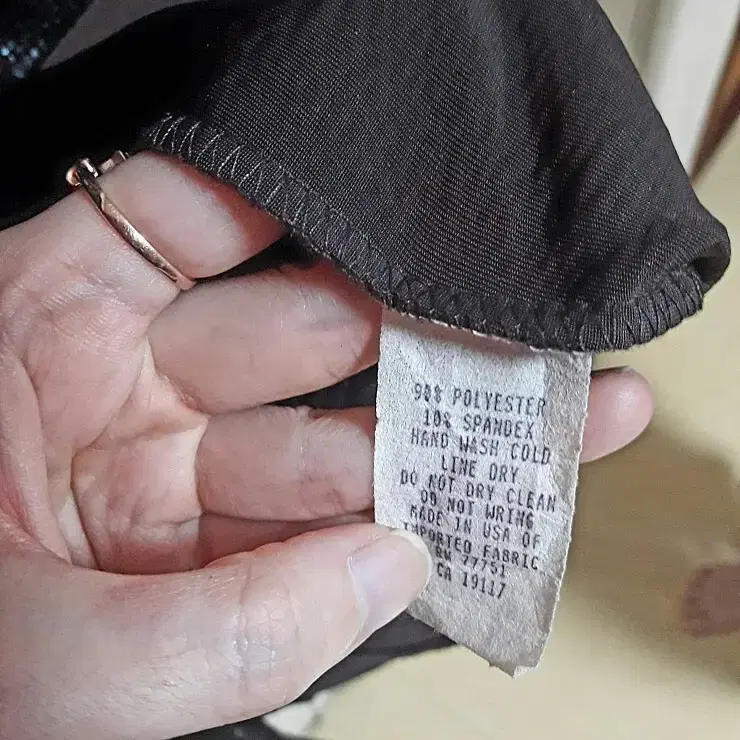 90% POLYESTER
10% SPANDEX
HAND WASH COLD
LINE DRY
DO NOT DRY CLEAN
DO NOT WRING
MADE IN USA OF
IMPORTED FABRIC
RN 77751
CA 19117